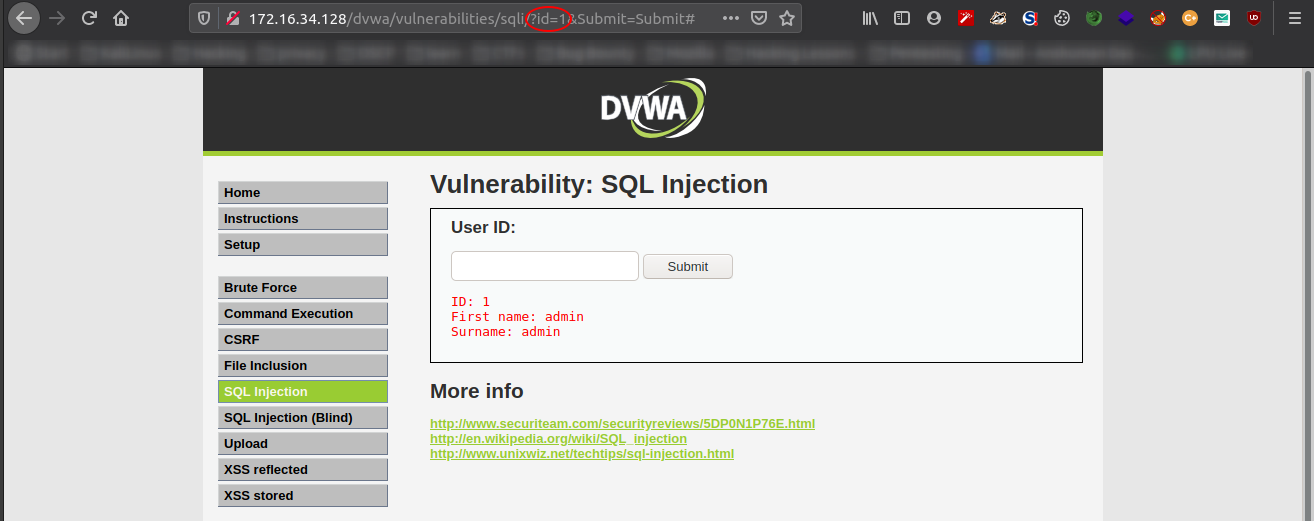 172.16.34.128/dvwa/vulnerabilities/sqli/?id=1&Submit=Submit#
DVWA
Home
Instructions
Setup
Brute Force
Command Execution
CSRF
File Inclusion
SQL Injection
SQL Injection (Blind)
Upload
XSS reflected
XSS stored
Vulnerability: SQL Injection
User ID:
Submit
ID: 1
First name: admin
Surname: admin
More info
http://www.securiteam.com/securityreviews/5DP0N1P76E.html
http://en.wikipedia.org/wiki/SQL_injection
http://www.unixwiz.net/techtips/sql-injection.html